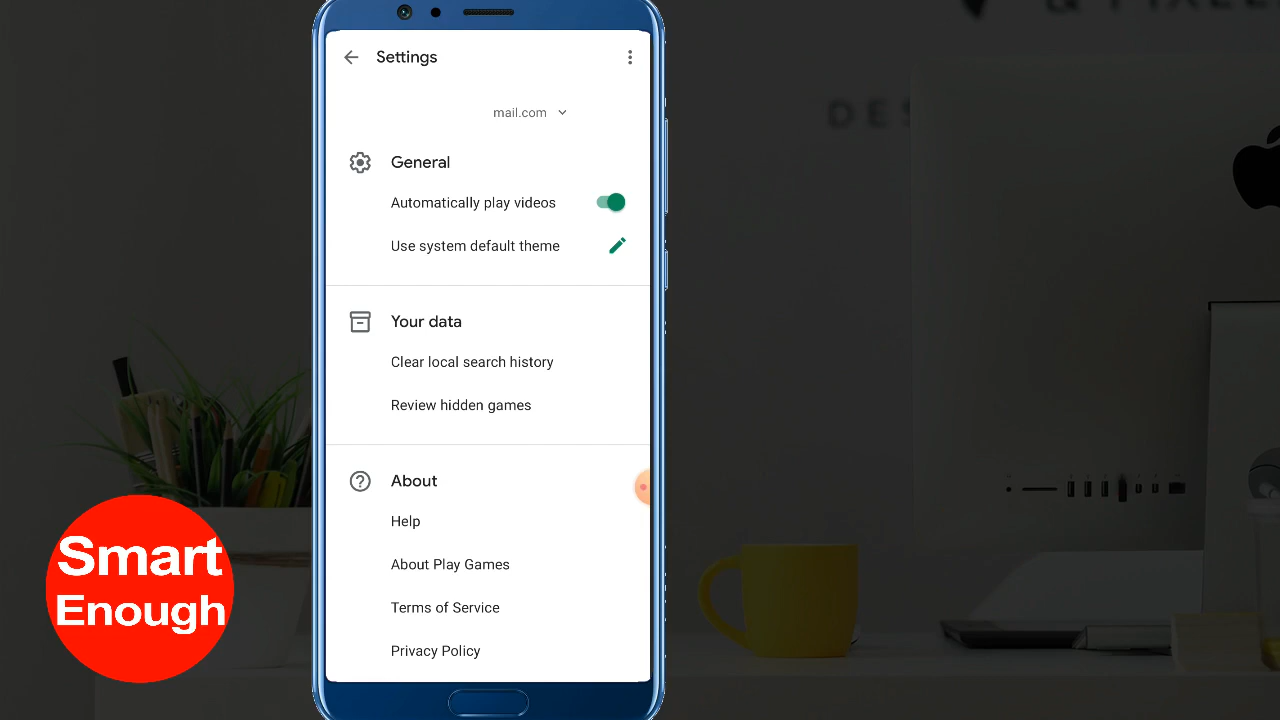 Settings
mail.com
General
Automatically play videos
Use system default theme
Your data
Clear local search history
Review hidden games
About
Help
About Play Games
Terms of Service
Privacy Policy
Smart
Enough